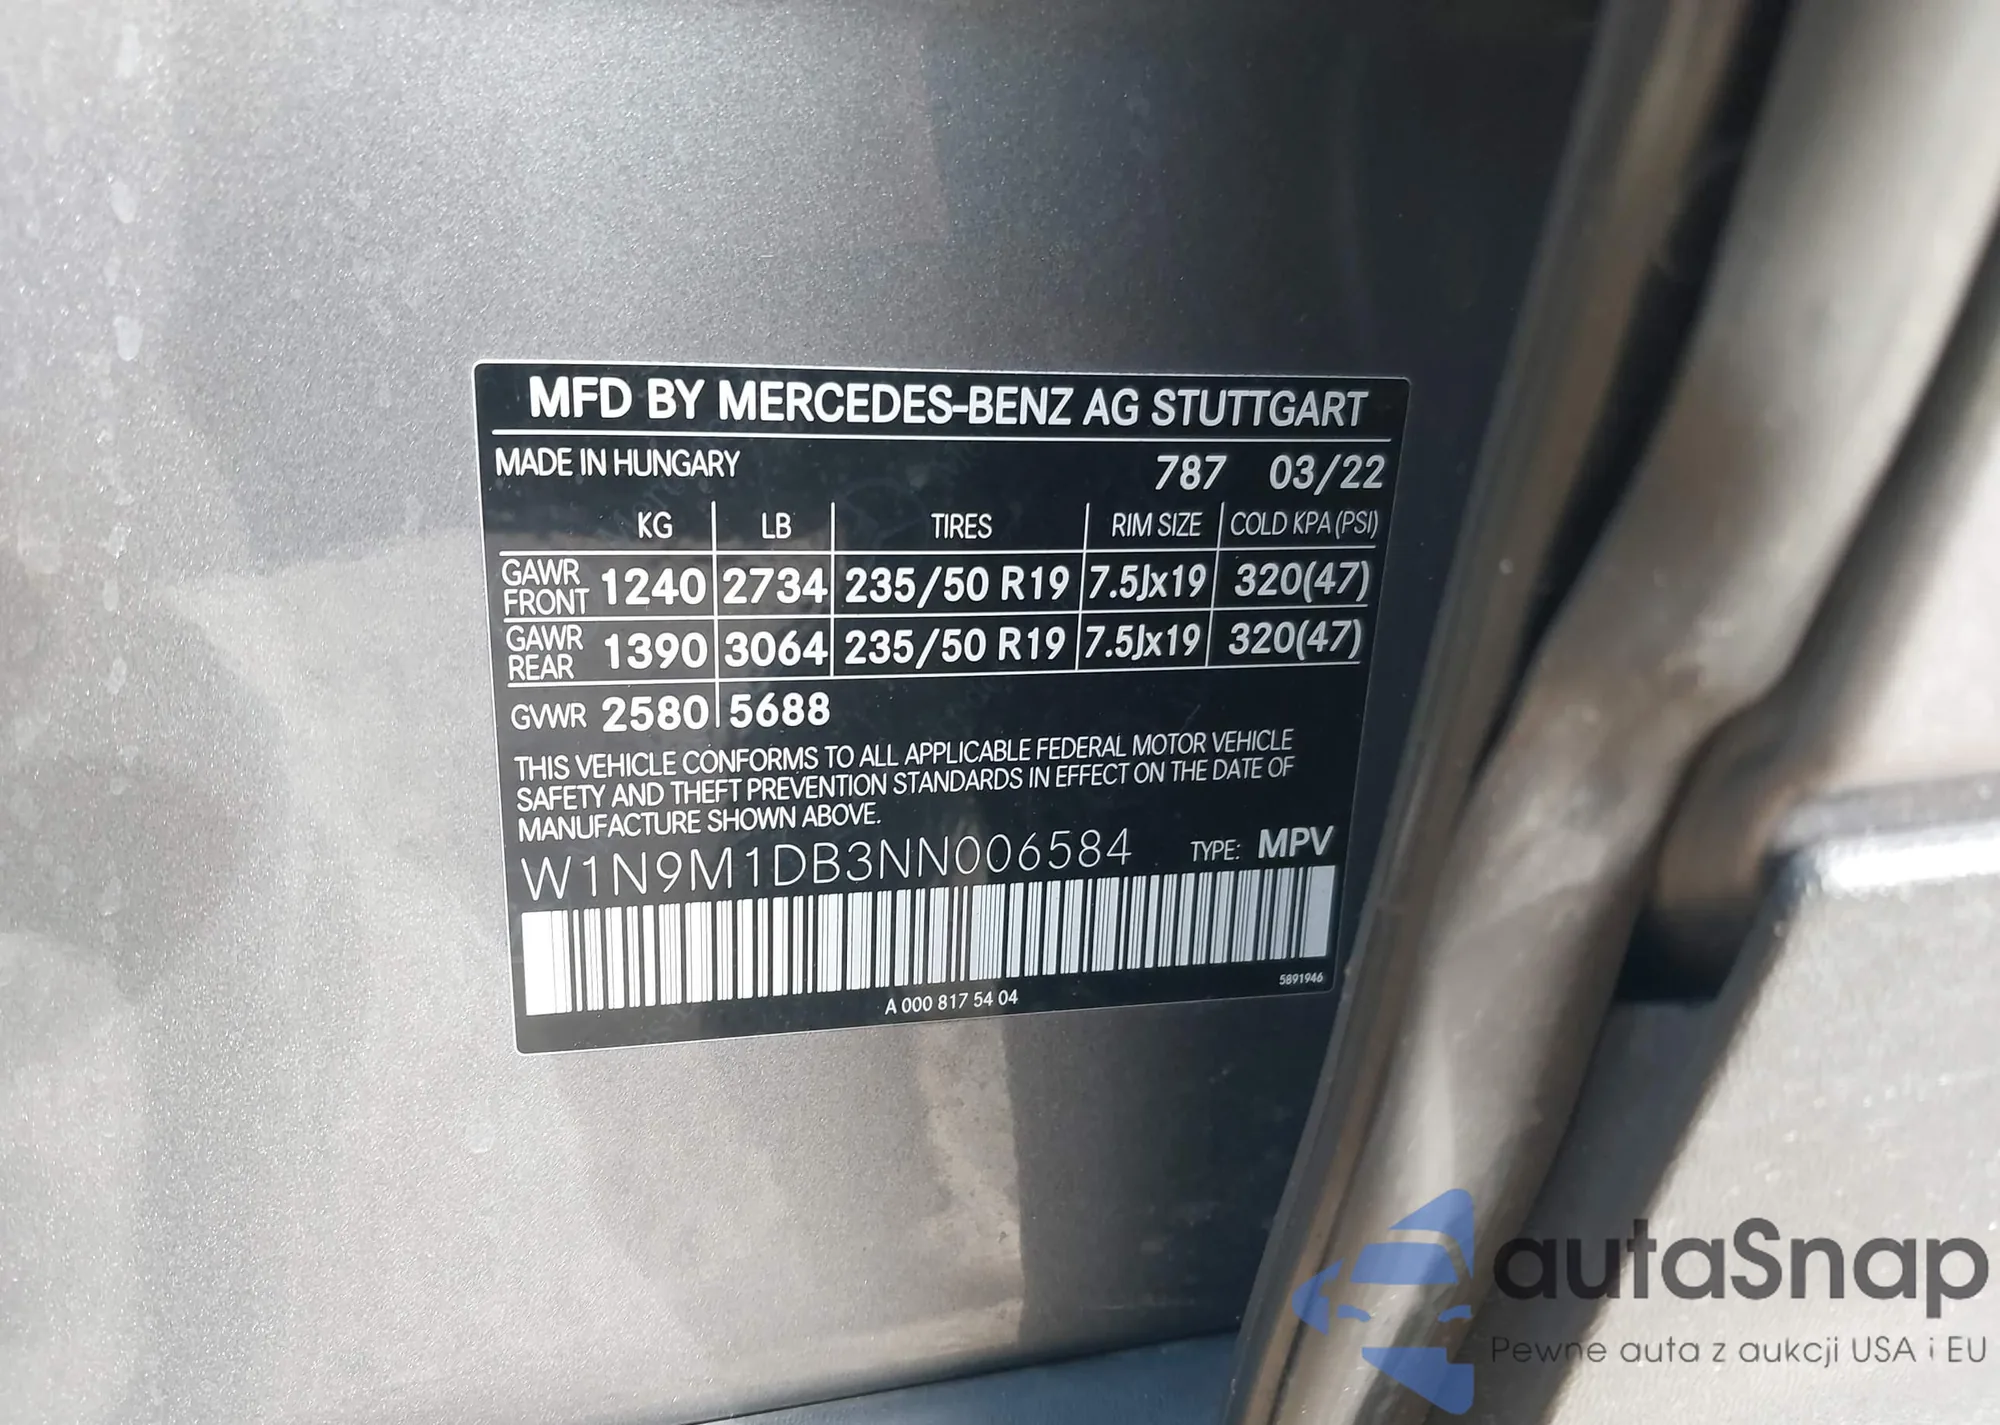 MFD BY MERCEDES-BENZ AG STUTTGART
MADE IN HUNGARY 787 03/22
KG LB TIRES RIM SIZE COLD KPA (PSI)
GAWR FRONT 1240 2734 235/50 R19 7.5Jx19 320(47)
GAWR REAR 1390 3064 235/50 R19 7.5Jx19 320(47)
GVWR 2580 5688
THIS VEHICLE CONFORMS TO ALL APPLICABLE FEDERAL MOTOR VEHICLE
SAFETY AND THEFT PREVENTION STANDARDS IN EFFECT ON THE DATE OF
MANUFACTURE SHOWN ABOVE.
W1N9M1DB3NN006584 TYPE: MPV
5891946
A 000 817 54 04
autaSnap
Pewne auta z aukcji USA i EU